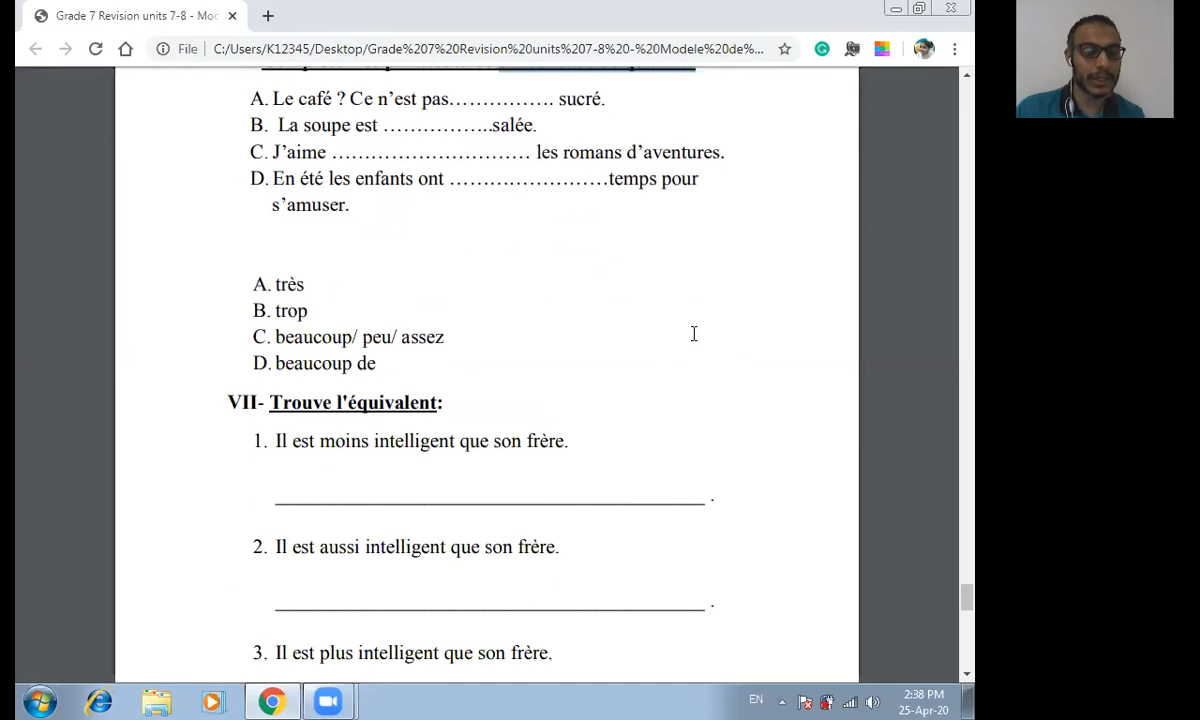 Grade 7 Revision units 7-8 - Mod
File
C:/Users/K12345/Desktop/Grade%207%20Revision%20units%207-8%20-%20Modele%20de%...
A. Le café ? Ce n'est pas……………. sucré.
B. La soupe est ……………..salée.
C. J'aime ………………………… les romans d'aventures.
D. En été les enfants ont …………………..temps pour
s'amuser.
A. très
B. trop
C. beaucoup/ peu/ assez
D. beaucoup de
VII- Trouve l'équivalent:
1. Il est moins intelligent que son frère.
_______________________________________ .
2. Il est aussi intelligent que son frère.
_______________________________________ .
3. Il est plus intelligent que son frère.
EN
2:38 PM
25-Apr-20